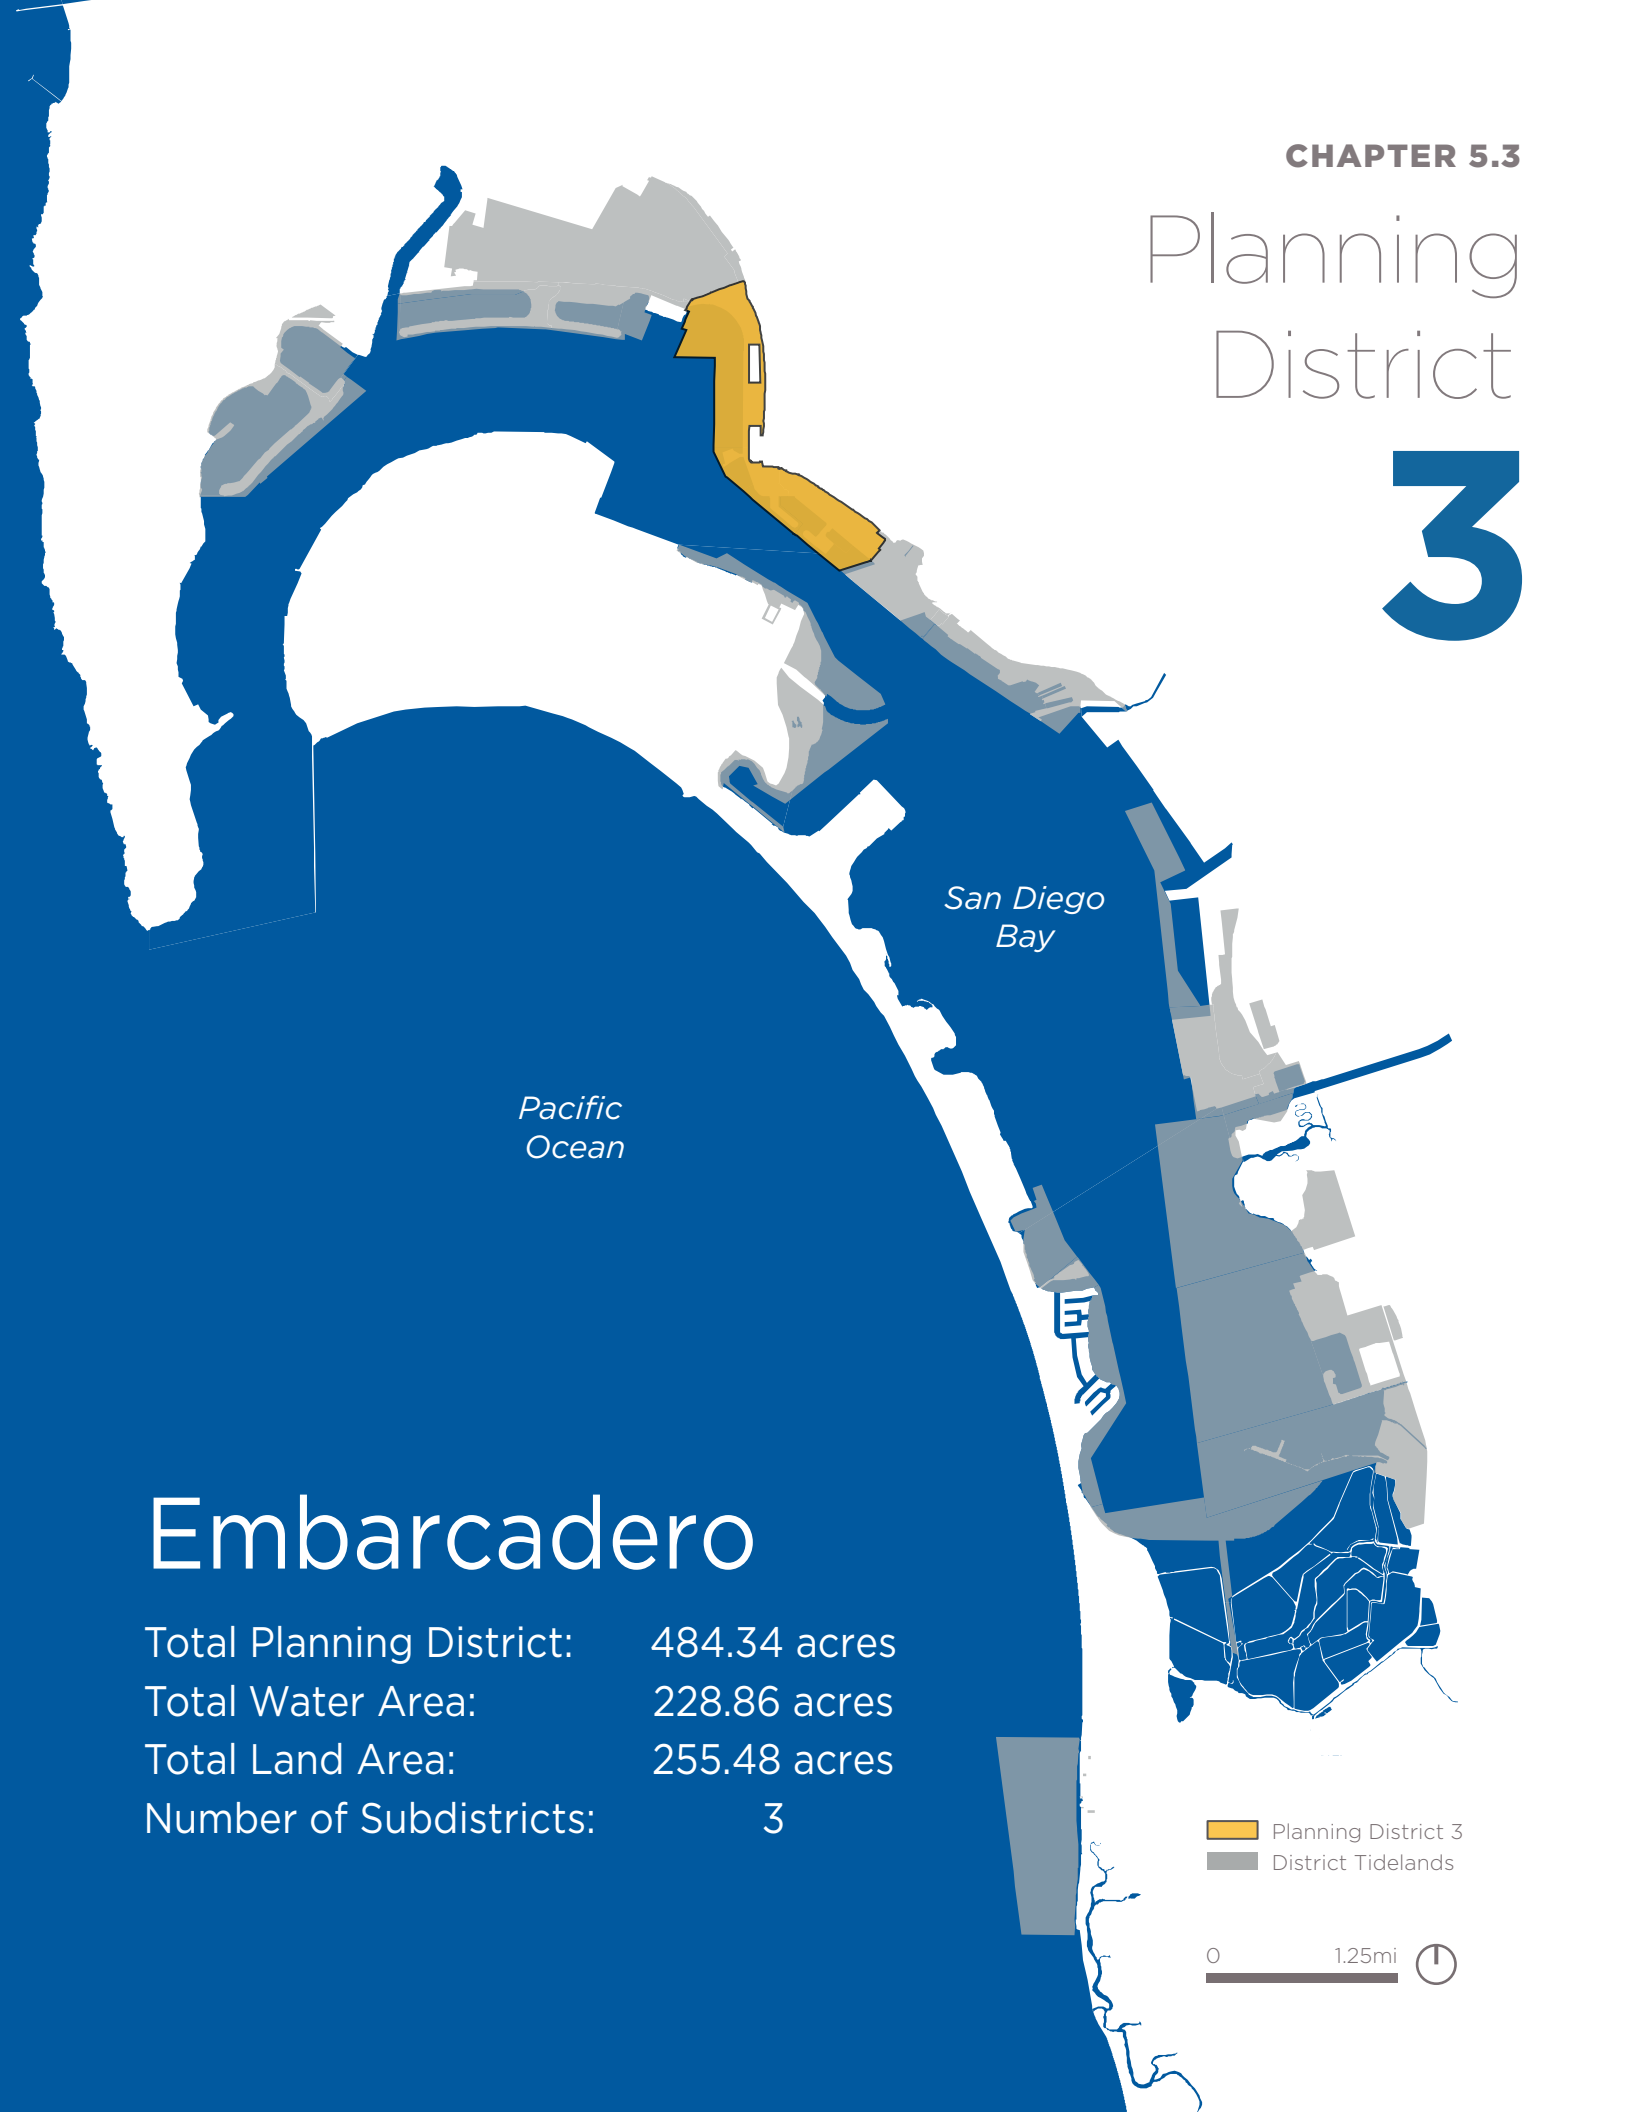 CHAPTER 5.3
Planning
District
3
San Diego
Bay
Pacific
Ocean
Embarcadero
Total Planning District: 484.34 acres
Total Water Area: 228.86 acres
Total Land Area: 255.48 acres
Number of Subdistricts: 3
Planning District 3
District Tidelands
0 1.25mi